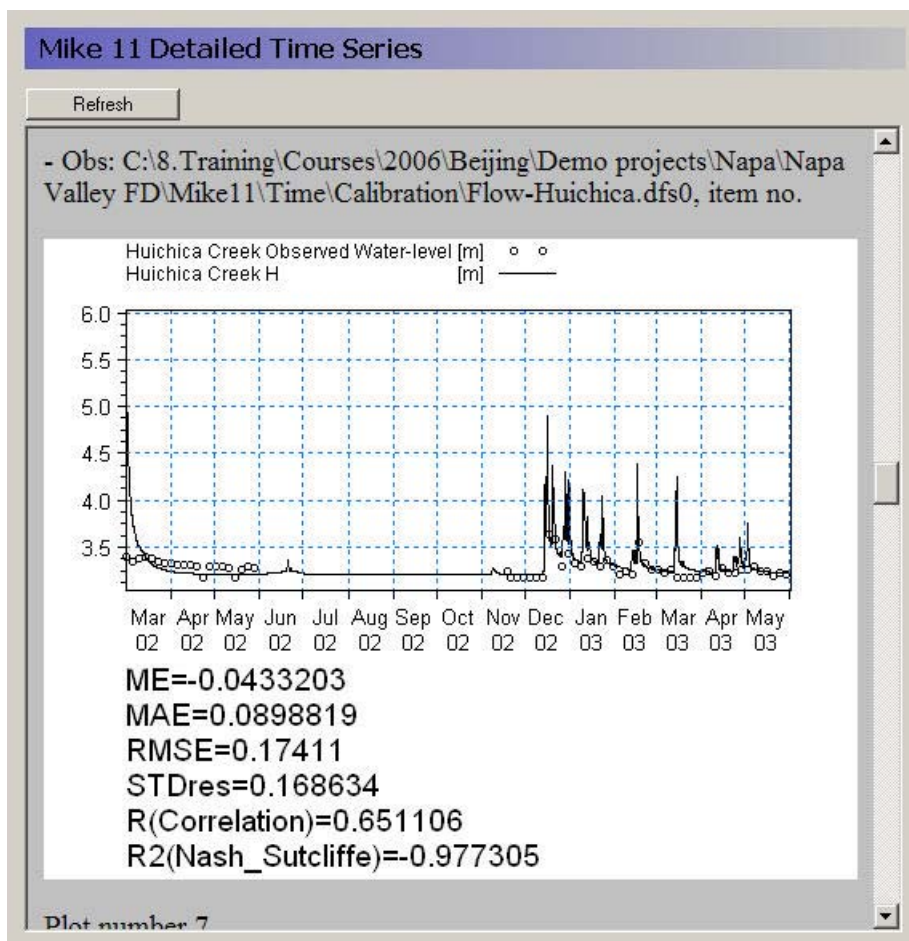 Mike 11 Detailed Time Series
Refresh
- Obs: C:\8.Training\Courses\2006\Beijing\Demo projects\Napa\Napa
Valley FD\Mike11\Time\Calibration\Flow-Huichica.dfs0, item no.
Huichica Creek Observed Water-level [m]
Huichica Creek H [m]
6.0
5.5
5.0
4.5
4.0
3.5
Mar Apr May Jun Jul Aug Sep Oct Nov Dec Jan Feb Mar Apr May
02 02 02 02 02 02 02 02 02 02 03 03 03 03 03
ME=-0.0433203
MAE=0.0898819
RMSE=0.17411
STDres=0.168634
R(Correlation)=0.651106
R2(Nash_Sutcliffe)=-0.977305
Plot number 7